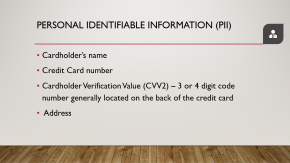 PERSONAL IDENTIFIABLE INFORMATION (PII)
• Cardholder's name
• Credit Card number
• Cardholder Verification Value (CVV2) – 3 or 4 digit code
number generally located on the back of the credit card
• Address